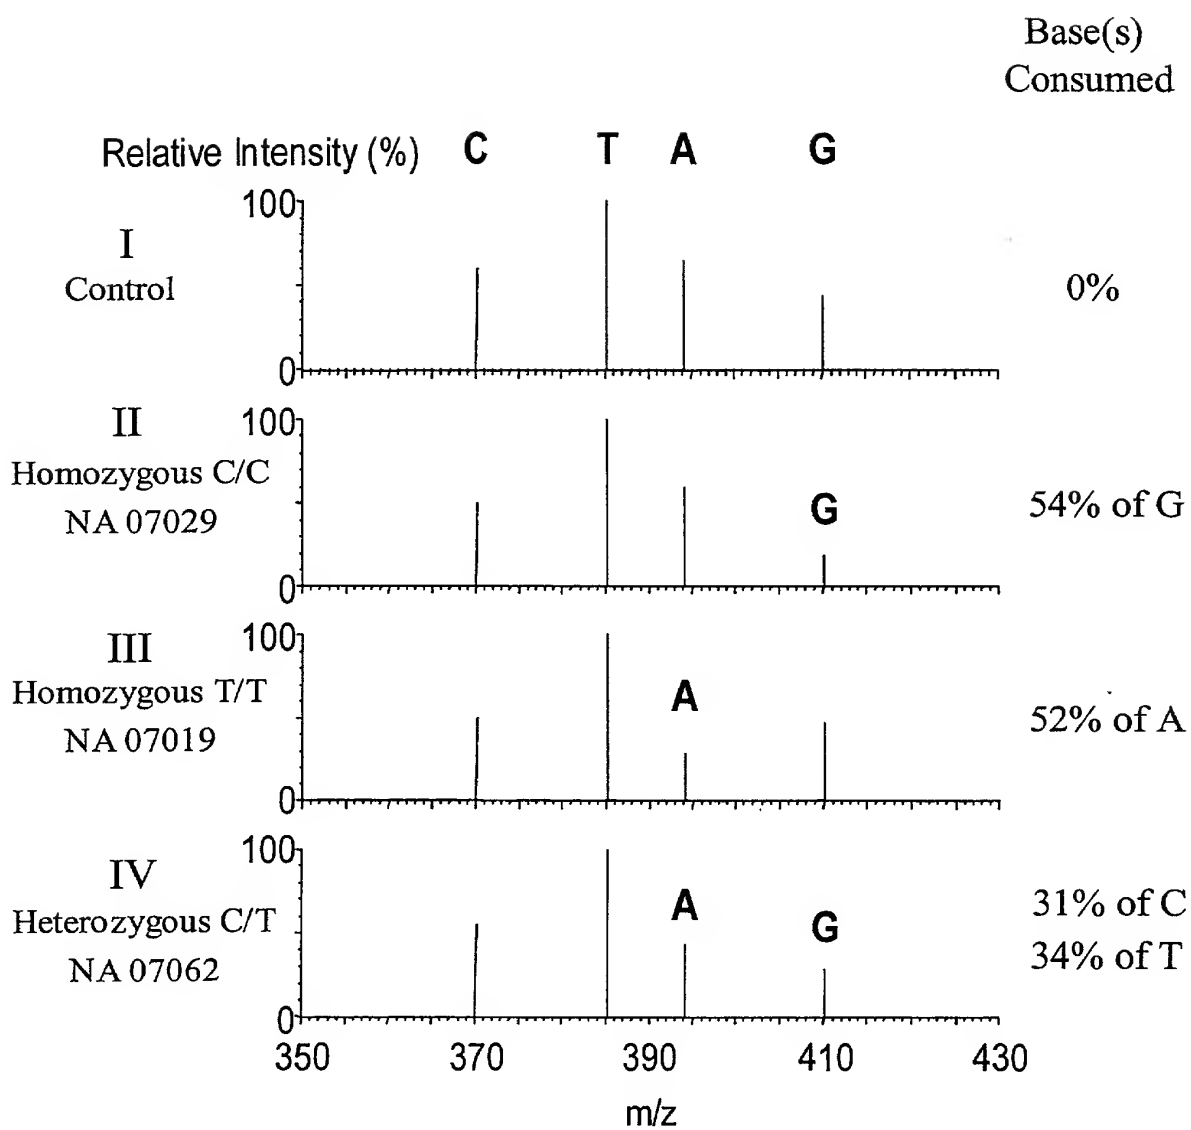 Base(s)
Consumed
Relative Intensity (%) C T A G
100
I
Control
0%
0
II
100
Homozygous C/C
NA 07029
G
54% of G
0
III
100
Homozygous T/T
NA 07019
A
52% of A
0
IV
100
Heterozygous C/T
NA 07062
A
G
31% of C
34% of T
0
350 370 390 410 430
m/z